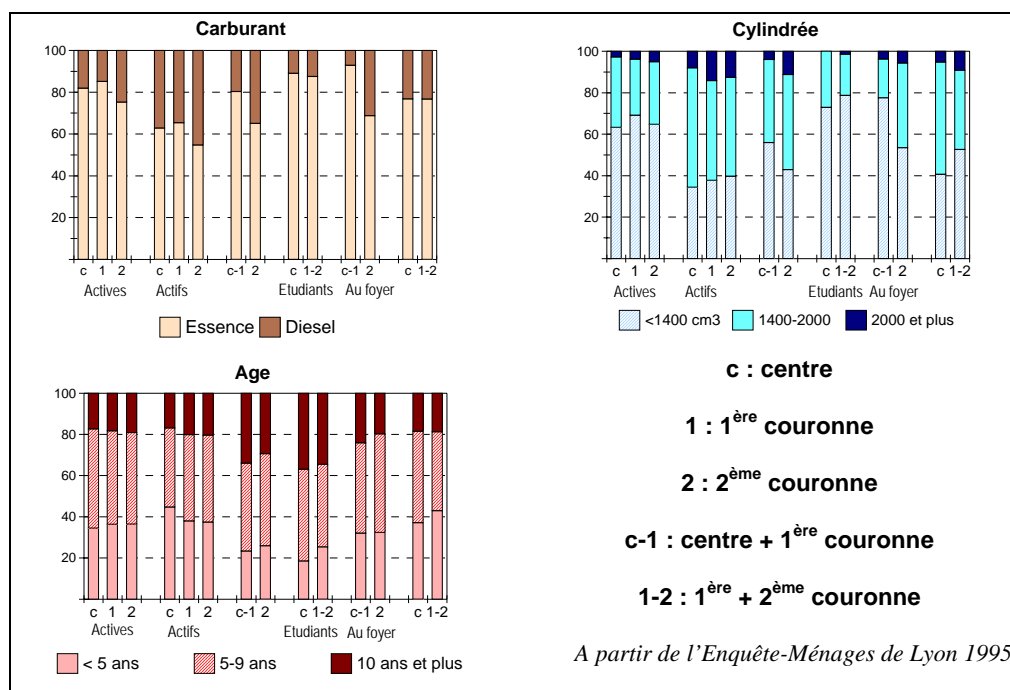 Carburant
100
80
60
40
20
c 1 2 c 1 2 c-1 2 c 1-2 c-1 2 c 1-2
Actives Actifs Etudiants Au foyer
Essence Diesel
Cylindrée
100
80
60
40
20
c 1 2 c 1 2 c-1 2 c 1-2 c-1 2 c 1-2
Actives Actifs Etudiants Au foyer
<1400 cm3 1400-2000 2000 et plus
Age
100
80
60
40
20
c 1 2 c 1 2 c-1 2 c 1-2 c-1 2 c 1-2
Actives Actifs Etudiants Au foyer
< 5 ans 5-9 ans 10 ans et plus
c : centre
1 : 1ère couronne
2 : 2ème couronne
c-1 : centre + 1ère couronne
1-2 : 1ère + 2ème couronne
A partir de l'Enquête-Ménages de Lyon 1995